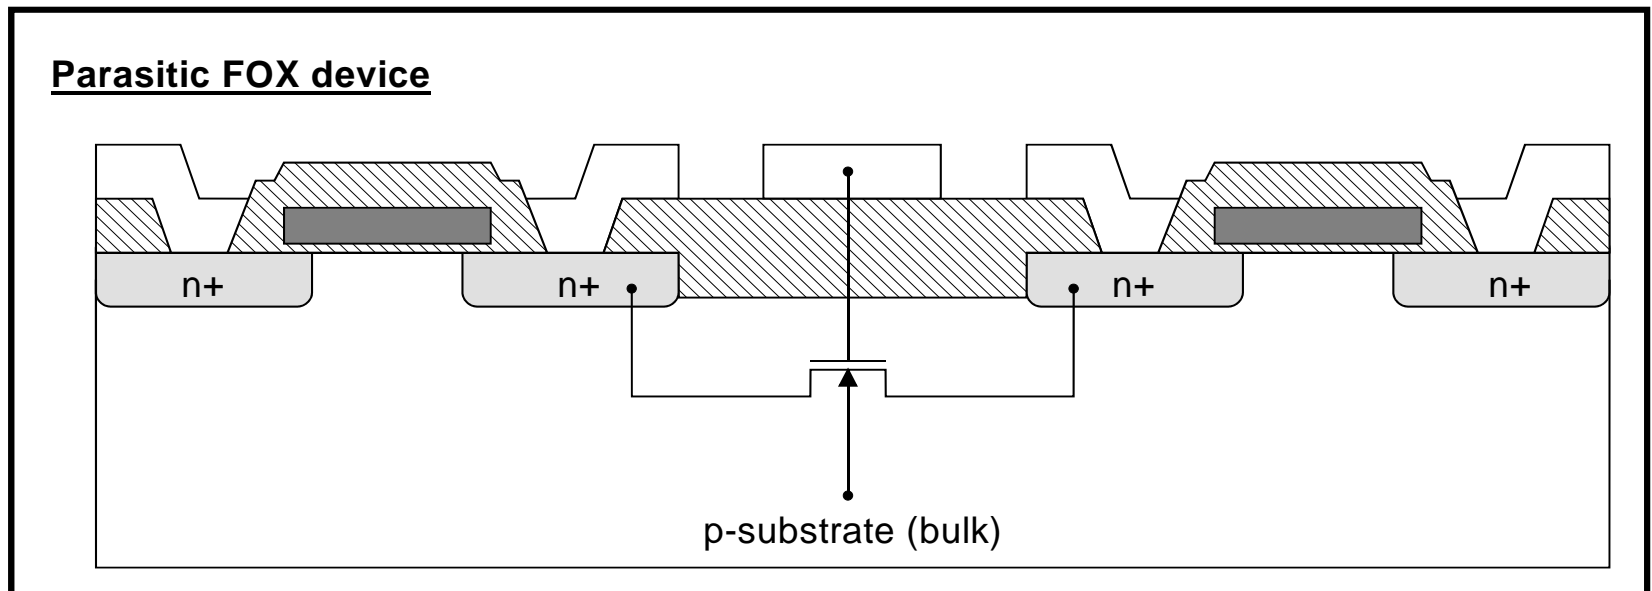 Parasitic FOX device
n+ n+ n+ n+
p-substrate (bulk)